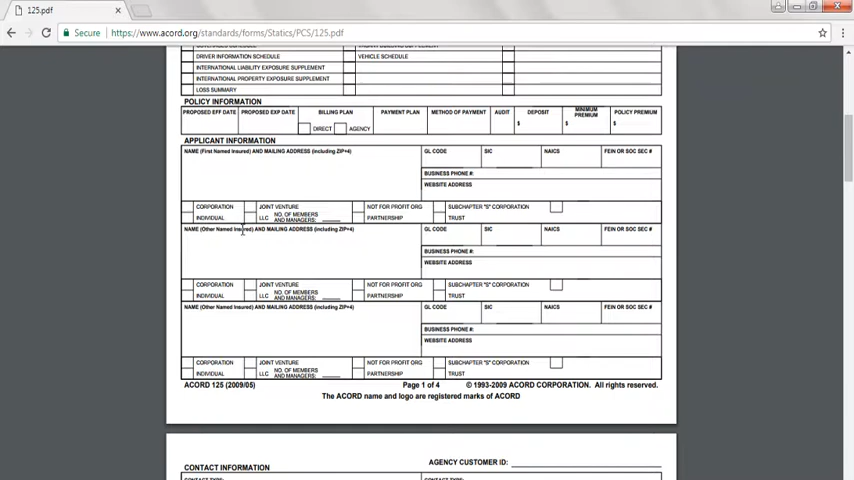 125.pdf
Secure https://www.acord.org/standards/forms/Statics/PCS/125.pdf
DRIVER INFORMATION SCHEDULE VEHICLE SCHEDULE
INTERNATIONAL LIABILITY EXPOSURE SUPPLEMENT
INTERNATIONAL PROPERTY EXPOSURE SUPPLEMENT
LOSS SUMMARY
POLICY INFORMATION
PROPOSED EFF DATE PROPOSED EXP DATE BILLING PLAN PAYMENT PLAN METHOD OF PAYMENT AUDIT DEPOSIT MINIMUM PREMIUM POLICY PREMIUM
DIRECT AGENCY $ $ $
APPLICANT INFORMATION
NAME (First Named Insured) AND MAILING ADDRESS (including ZIP+4) GL CODE SIC NAICS FEIN OR SOC SEC #
BUSINESS PHONE #:
WEBSITE ADDRESS
CORPORATION JOINT VENTURE NOT FOR PROFIT ORG SUBCHAPTER "S" CORPORATION
INDIVIDUAL LLC NO. OF MEMBERS AND MANAGERS: PARTNERSHIP TRUST
NAME (Other Named Insured) AND MAILING ADDRESS (including ZIP+4) GL CODE SIC NAICS FEIN OR SOC SEC #
BUSINESS PHONE #:
WEBSITE ADDRESS
CORPORATION JOINT VENTURE NOT FOR PROFIT ORG SUBCHAPTER "S" CORPORATION
INDIVIDUAL LLC NO. OF MEMBERS AND MANAGERS: PARTNERSHIP TRUST
NAME (Other Named Insured) AND MAILING ADDRESS (including ZIP+4) GL CODE SIC NAICS FEIN OR SOC SEC #
BUSINESS PHONE #:
WEBSITE ADDRESS
CORPORATION JOINT VENTURE NOT FOR PROFIT ORG SUBCHAPTER "S" CORPORATION
INDIVIDUAL LLC NO. OF MEMBERS AND MANAGERS: PARTNERSHIP TRUST
ACORD 125 (2009/05) Page 1 of 4 © 1993-2009 ACORD CORPORATION. All rights reserved.
The ACORD name and logo are registered marks of ACORD
AGENCY CUSTOMER ID:
CONTACT INFORMATION